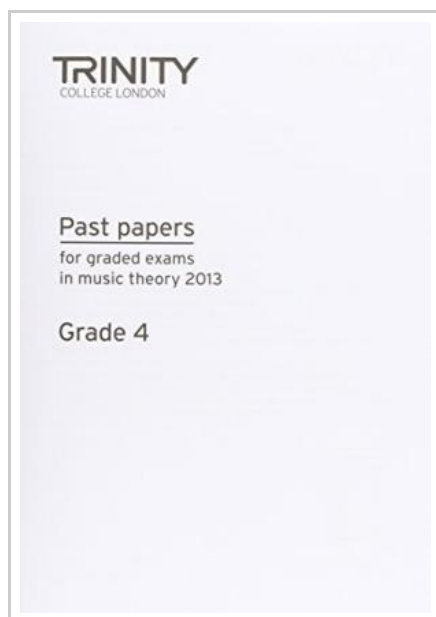 TRINITY
COLLEGE LONDON
Past papers
for graded exams
in music theory 2013
Grade 4